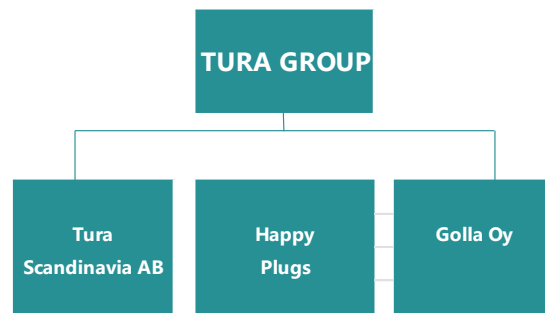 TURA GROUP
Tura
Scandinavia AB
Happy
Plugs
Golla Oy